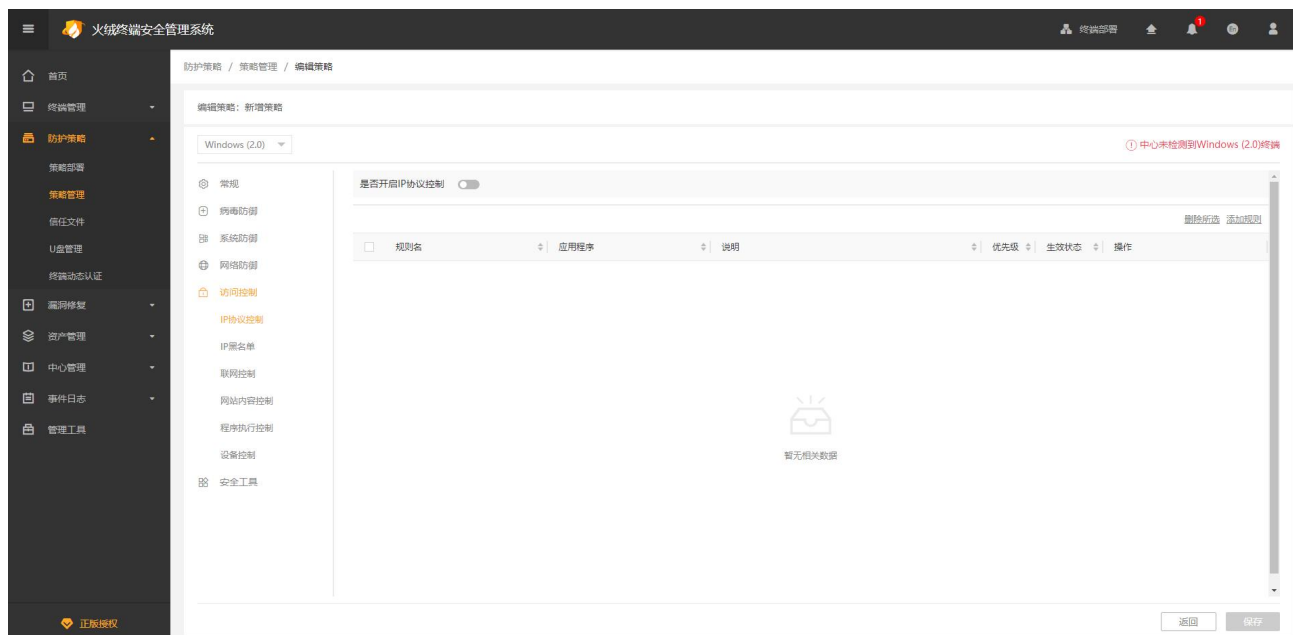 火绒终端安全管理系统
终端部署
1
首页
终端管理
防护策略
策略部署
策略管理
信任文件
U盘管理
终端动态认证
漏洞修复
资产管理
中心管理
事件日志
管理工具
正版授权
防护策略 / 策略管理 / 编辑策略
编辑策略：新增策略
Windows (2.0)
中心未检测到Windows (2.0)终端
常规
病毒防御
系统防御
网络防御
访问控制
IP协议控制
IP黑名单
联网控制
网站内容控制
程序执行控制
设备控制
安全工具
是否开启IP协议控制
删除所选 添加规则
规则名 应用程序 说明 优先级 生效状态 操作
暂无相关数据
返回 保存